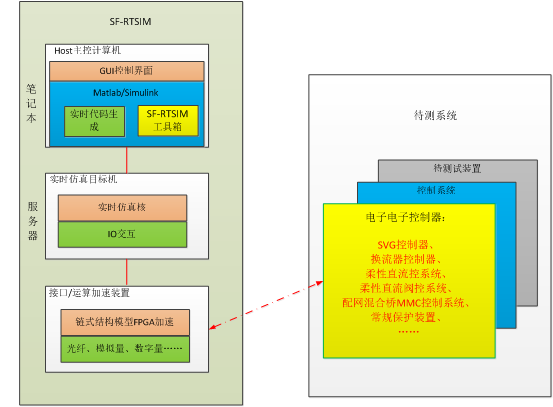 SF-RTSIM
Host主控计算机
GUI控制界面
Matlab/Simulink
实时代码生
成
SF-RTSIM
工具箱
笔
记
本
实时仿真目标机
实时仿真核
IO交互
服
务
器
接口/运算加速装置
链式结构模型FPGA加速
光纤、模拟量、数字量……
待测系统
待测试装置
控制系统
电子电子控制器：
SVG控制器、
换流器控制器、
柔性直流控系统、
柔性直流阀控系统、
配网混合桥MMC控制系统、
常规保护装置、
……